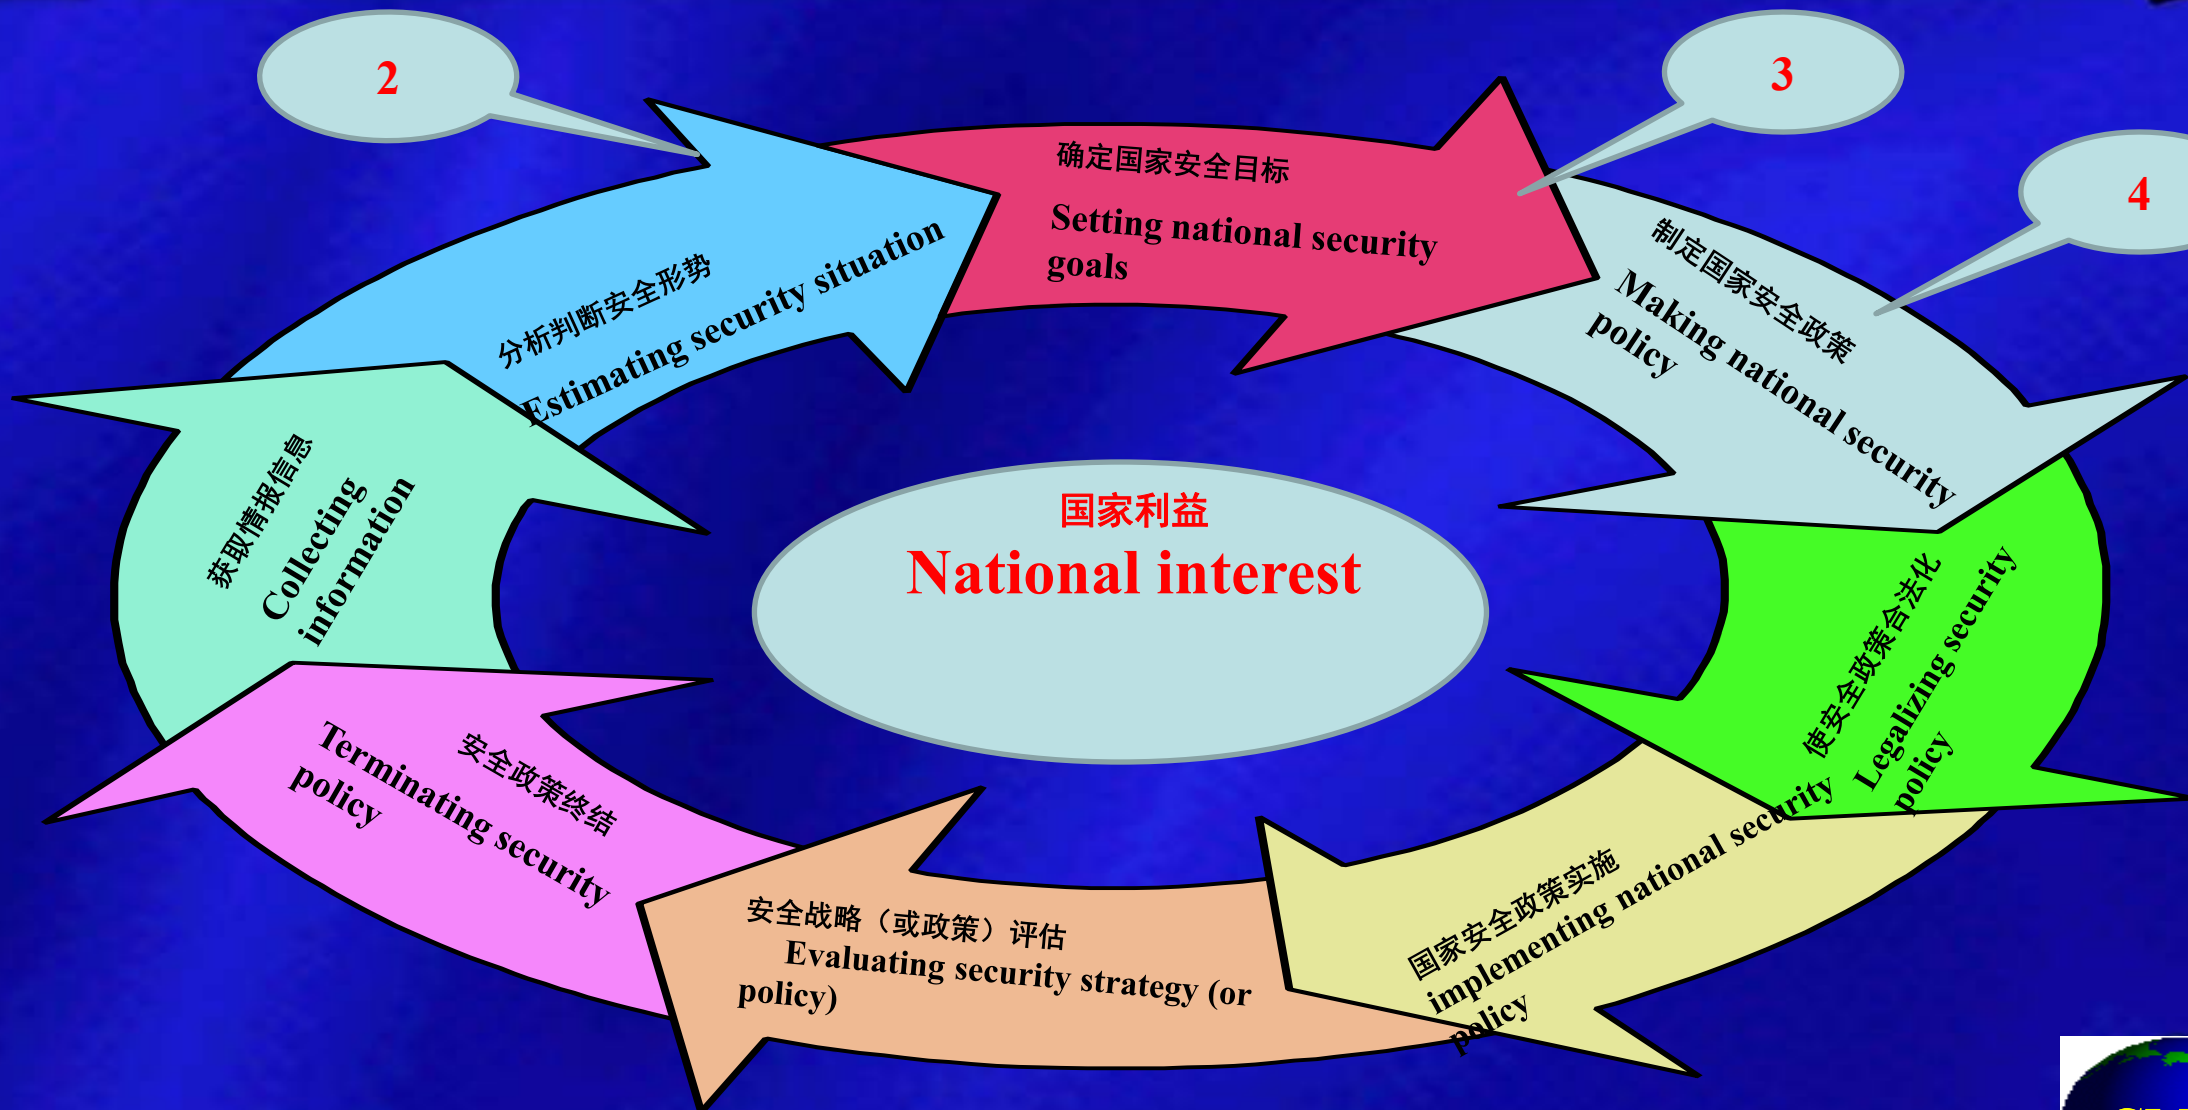 2
3
4
确定国家安全目标
Setting national security
goals
制定国家安全政策
Making national security
policy
分析判断安全形势
Estimating security situation
获取情报信息
Collecting
information
国家利益
National interest
使安全政策合法化
Legalizing security
policy
安全政策终结
Terminating security
policy
安全战略（或政策）评估
Evaluating security strategy (or
policy)
国家安全政策实施
implementing national security
policy